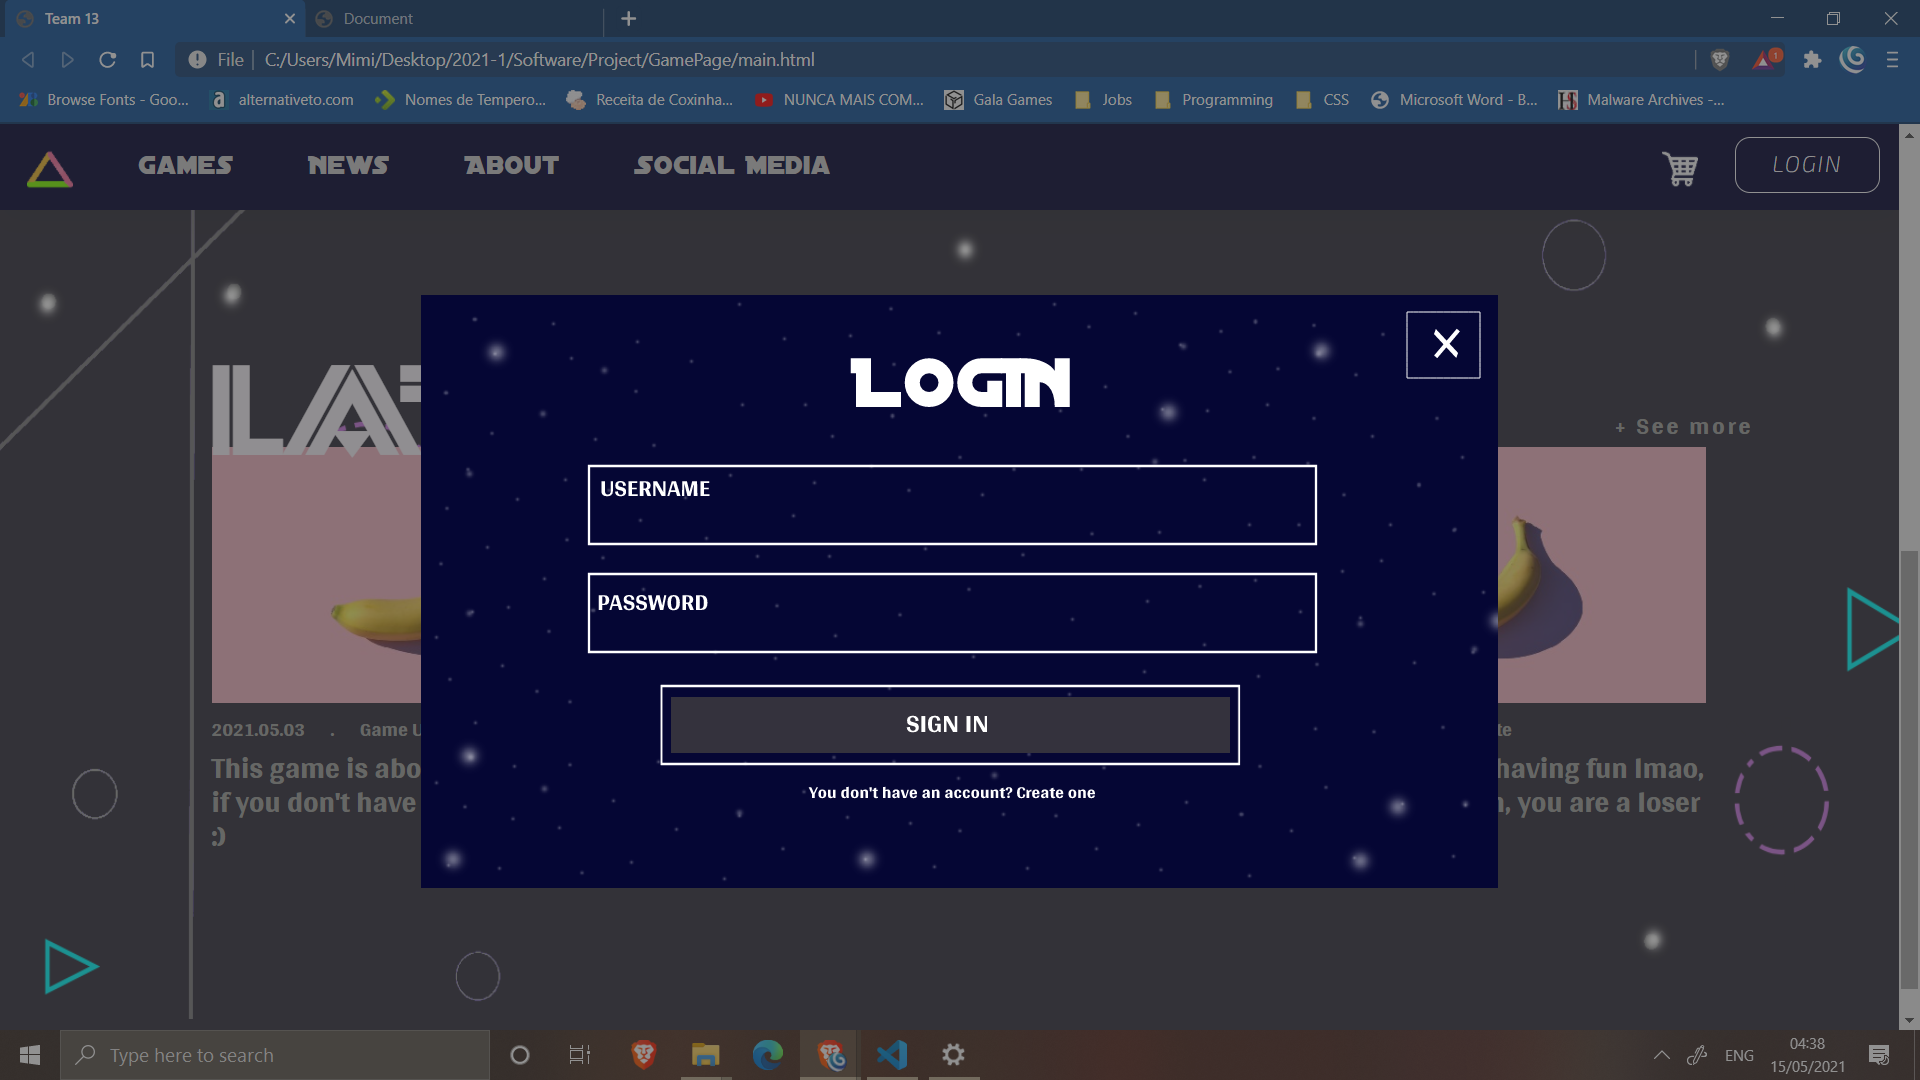 Team 13
Document
File
C:/Users/Mimi/Desktop/2021-1/Software/Project/GamePage/main.html
1
Browse Fonts - Goo...
alternativeto.com
Nomes de Tempero...
Receita de Coxinha...
NUNCA MAIS COM...
Gala Games
Jobs
Programming
CSS
Microsoft Word - B...
Malware Archives -...
GAMES
NEWS
ABOUT
SOCIAL MEDIA
LOGIN
LAT
+ See more
LOGIN
X
USERNAME
PASSWORD
SIGN IN
You don't have an account? Create one
2021.05.03 . Game U
This game is abo
if you don't have
:)
te
having fun lmao,
, you are a loser
Type here to search
ENG
04:38
15/05/2021